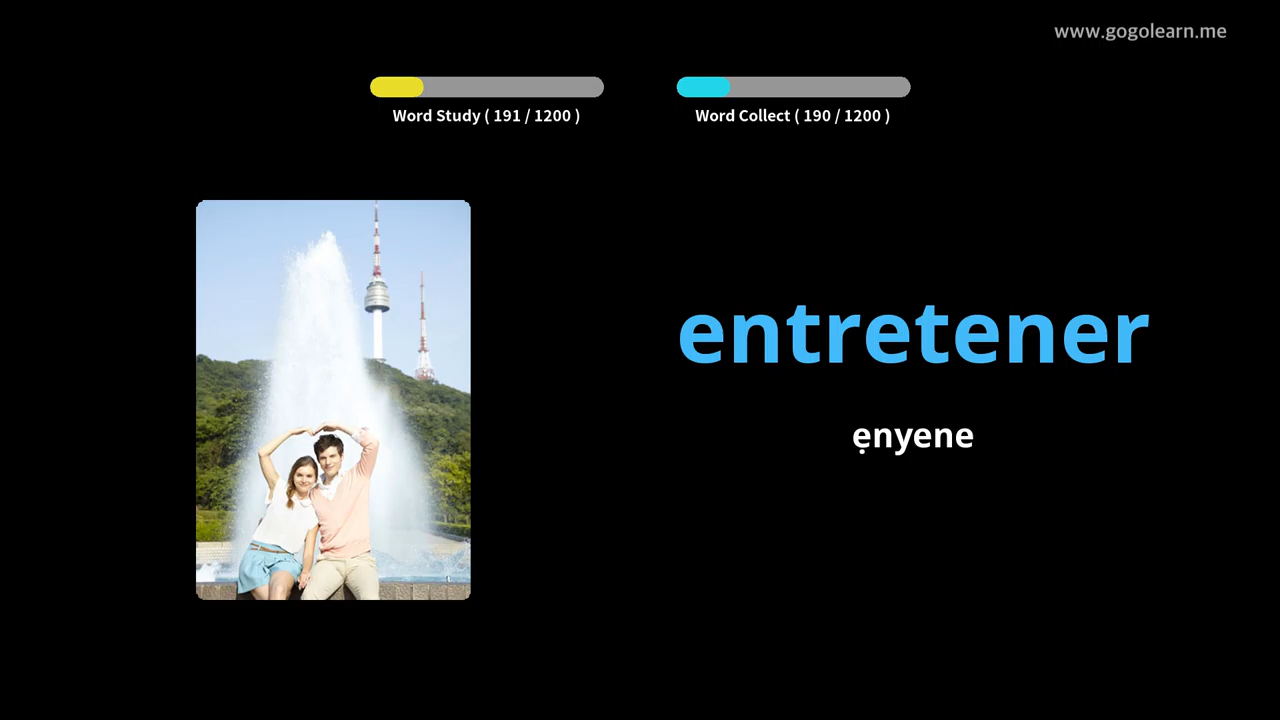 www.gogolearn.me
Word Study ( 191 / 1200 )
Word Collect ( 190 / 1200 )
entretener
ẹnyene